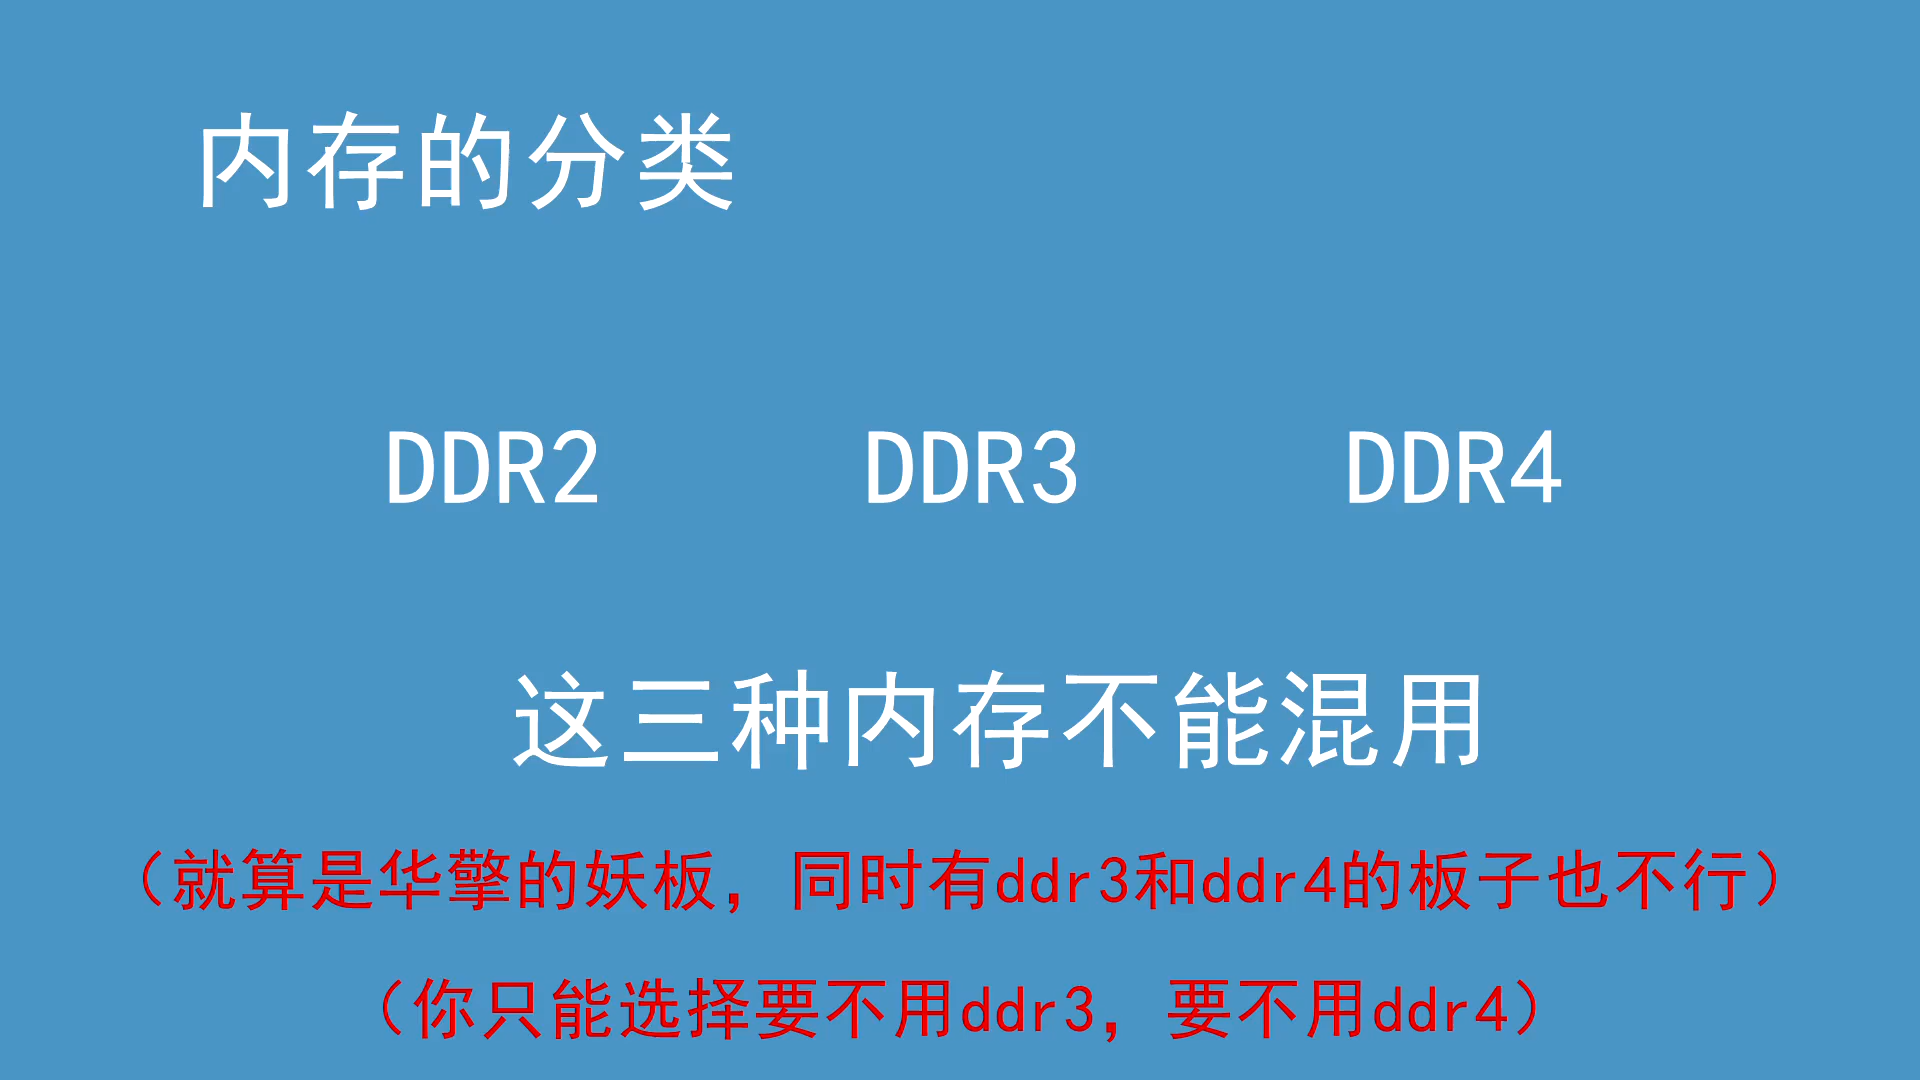 内存的分类
DDR2 DDR3 DDR4
这三种内存不能混用
（就算是华擎的妖板，同时有ddr3和ddr4的板子也不行）
（你只能选择要不用ddr3，要不用ddr4）